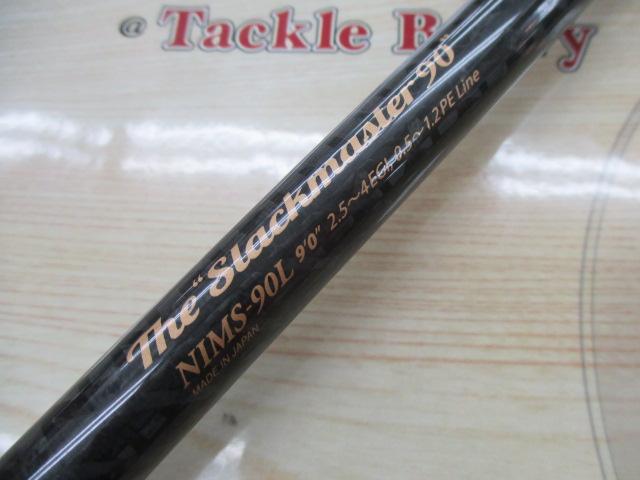 @ Tackle Berry
The "Slackmaster 90"
NIMS-90L 9'0" 2.5～4EGI, 0.5～1.2PE Line
MADE IN JAPAN